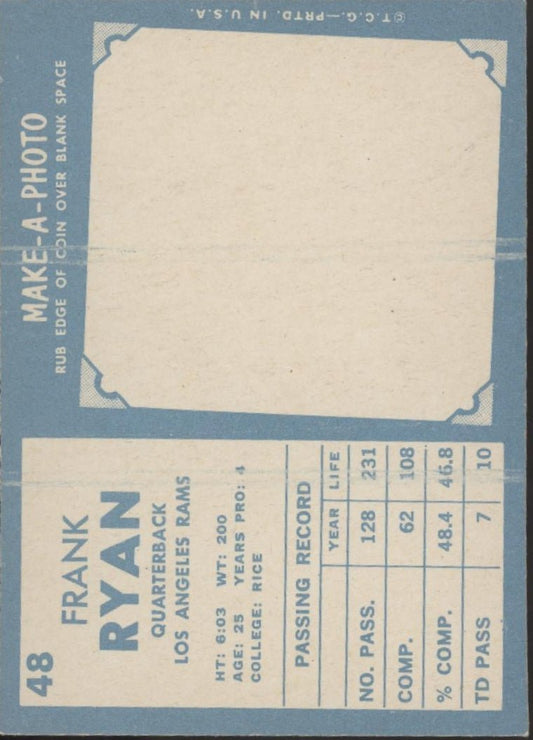 48
FRANK
RYAN
QUARTERBACK
LOS ANGELES RAMS
HT: 6:03 WT: 200
AGE: 25 YEARS PRO: 4
COLLEGE: RICE
PASSING RECORD
YEAR LIFE
NO. PASS. 128 231
COMP. 62 108
% COMP. 48.4 46.8
TD PASS 7 10
MAKE-A-PHOTO
RUB EDGE OF COIN OVER BLANK SPACE
© T.C.G.—PRTD. IN U.S.A.